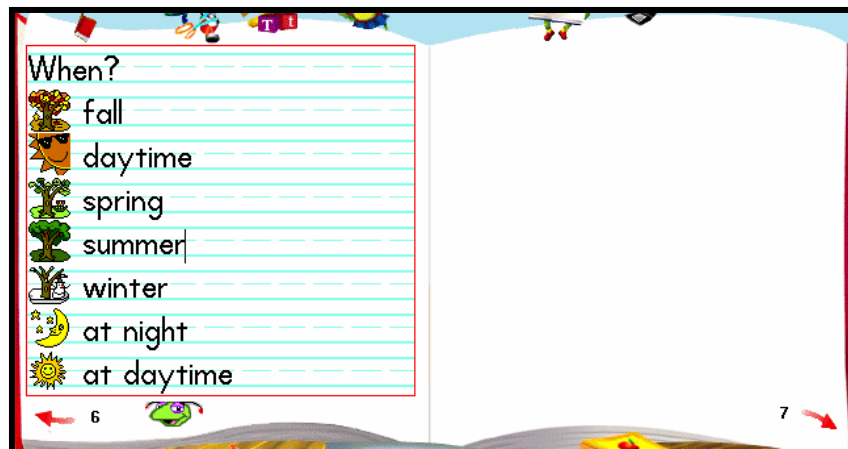 T t
When?
fall
daytime
spring
summer
winter
at night
at daytime
6
7